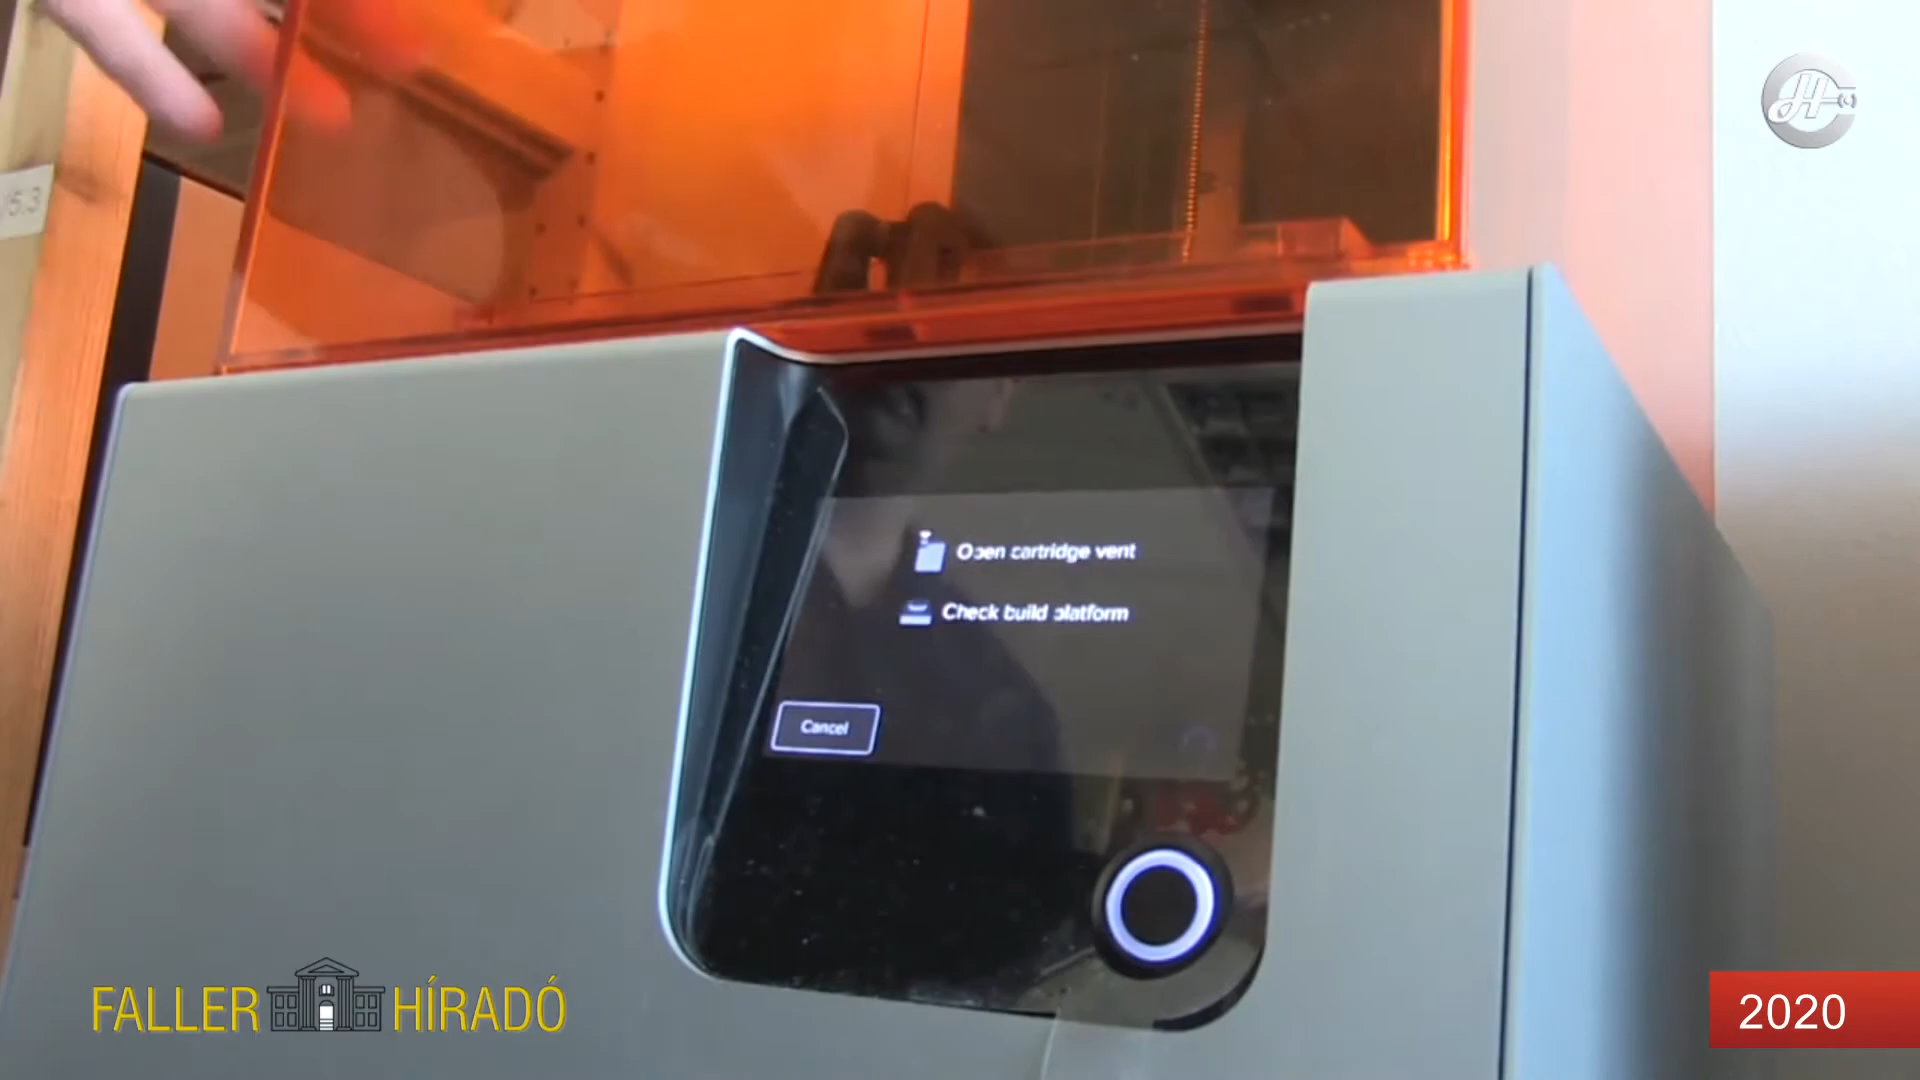 Open cartridge vent
Check build platform
Cancel
FALLER HÍRADÓ
2020